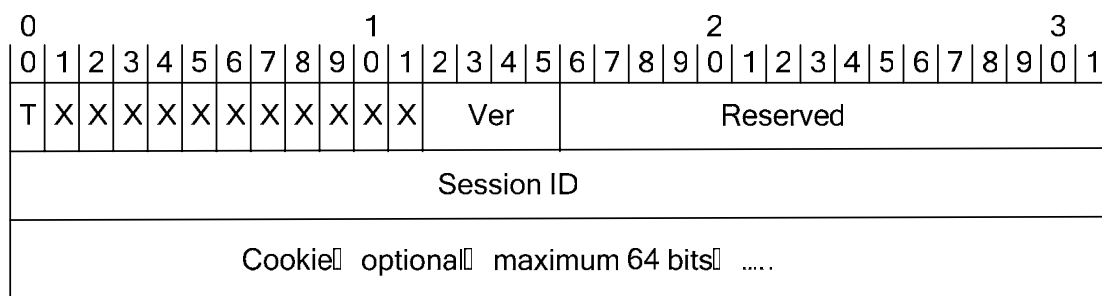 0 1 2 3
0 1 2 3 4 5 6 7 8 9 0 1 2 3 4 5 6 7 8 9 0 1 2 3 4 5 6 7 8 9 0 1
T X X X X X X X X X X X Ver Reserved
Session ID
Cookie▯ optional▯ maximum 64 bits▯ .....